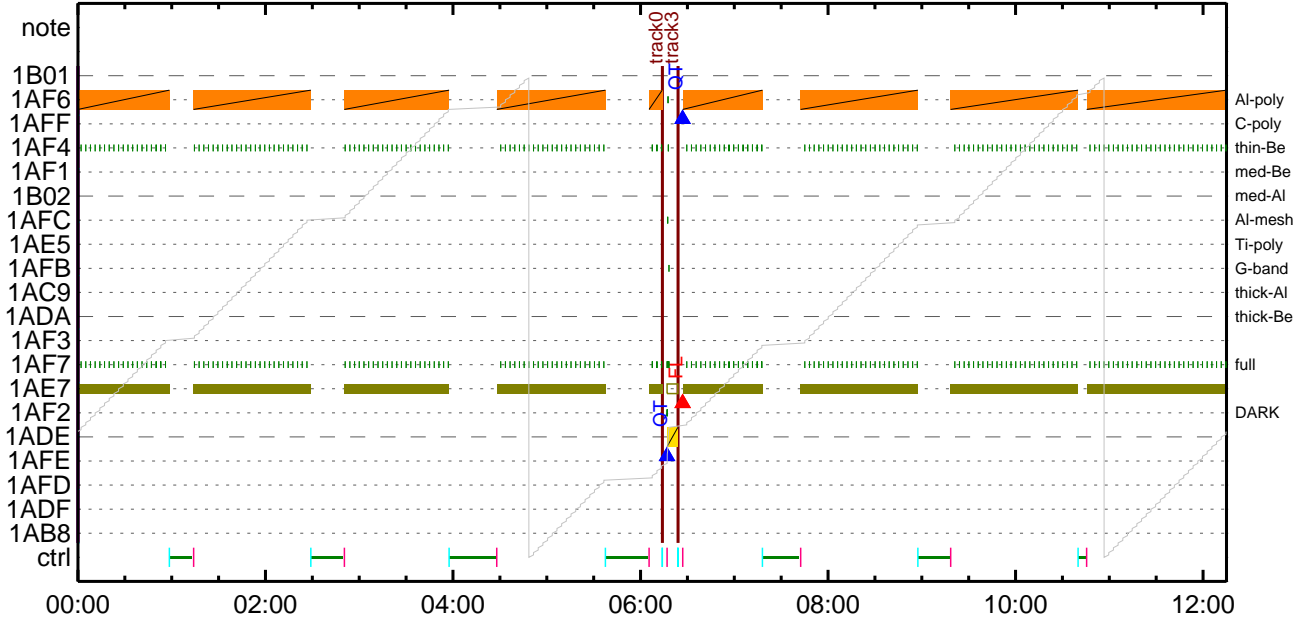 note
track0
track3
1B01
QT
1AF6 Al-poly
1AFF C-poly
1AF4 thin-Be
1AF1 med-Be
1B02 med-Al
1AFC Al-mesh
1AE5 Ti-poly
1AFB G-band
1AC9 thick-Al
1ADA thick-Be
1AF3
1AF7 full
FL
1AE7
1AF2 DARK
QT
1ADE
1AFE
1AFD
1ADF
1AB8
ctrl
00:00 02:00 04:00 06:00 08:00 10:00 12:00